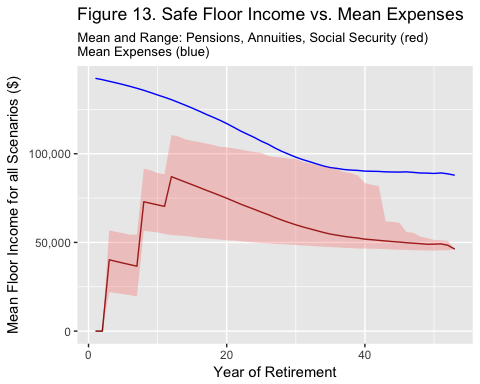 Figure 13. Safe Floor Income vs. Mean Expenses
Mean and Range: Pensions, Annuities, Social Security (red)
Mean Expenses (blue)
Mean Floor Income for all Scenarios ($)
100,000
50,000
0
0
20
40
Year of Retirement